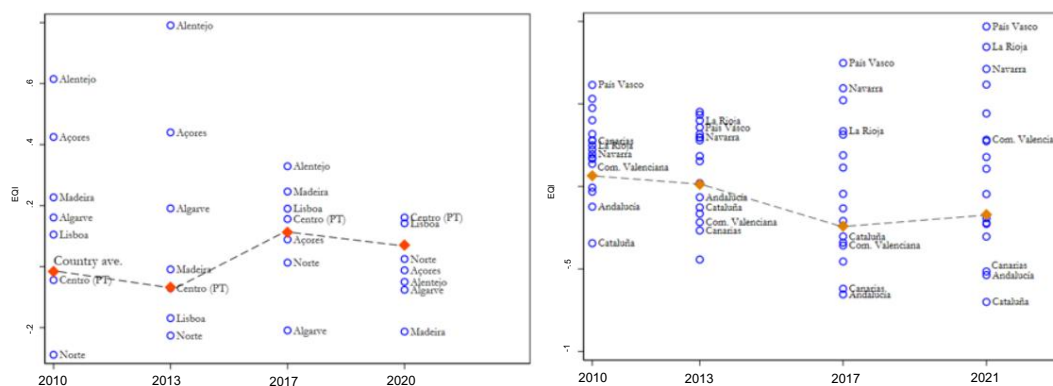 Alentejo
.6
Alentejo
Açores
Açores
.4
Madeira
Algarve
Lisboa
.2
EQI
Country ave.
Centro (PT)
Norte
Algarve
Madeira
Centro (PT)
Lisboa
Norte
Alentejo
Madeira
Lisboa
Centro (PT)
Açores
Norte
Algarve
Centro (PT)
Lisboa
Norte
Açores
Alentejo
Algarve
Madeira
.2
2010
2013
2017
2020
EQI
-.5
-1
País Vasco
Canarias
La Rioja
Navarra
Com. Valenciana
Andalucía
Cataluña
La Rioja
País Vasco
Navarra
Andalucía
Cataluña
Com. Valenciana
Canarias
País Vasco
Navarra
La Rioja
Cataluña
Com. Valenciana
Canarias
Andalucía
País Vasco
La Rioja
Navarra
Com. Valenciana
Canarias
Andalucía
Cataluña
2010
2013
2017
2021